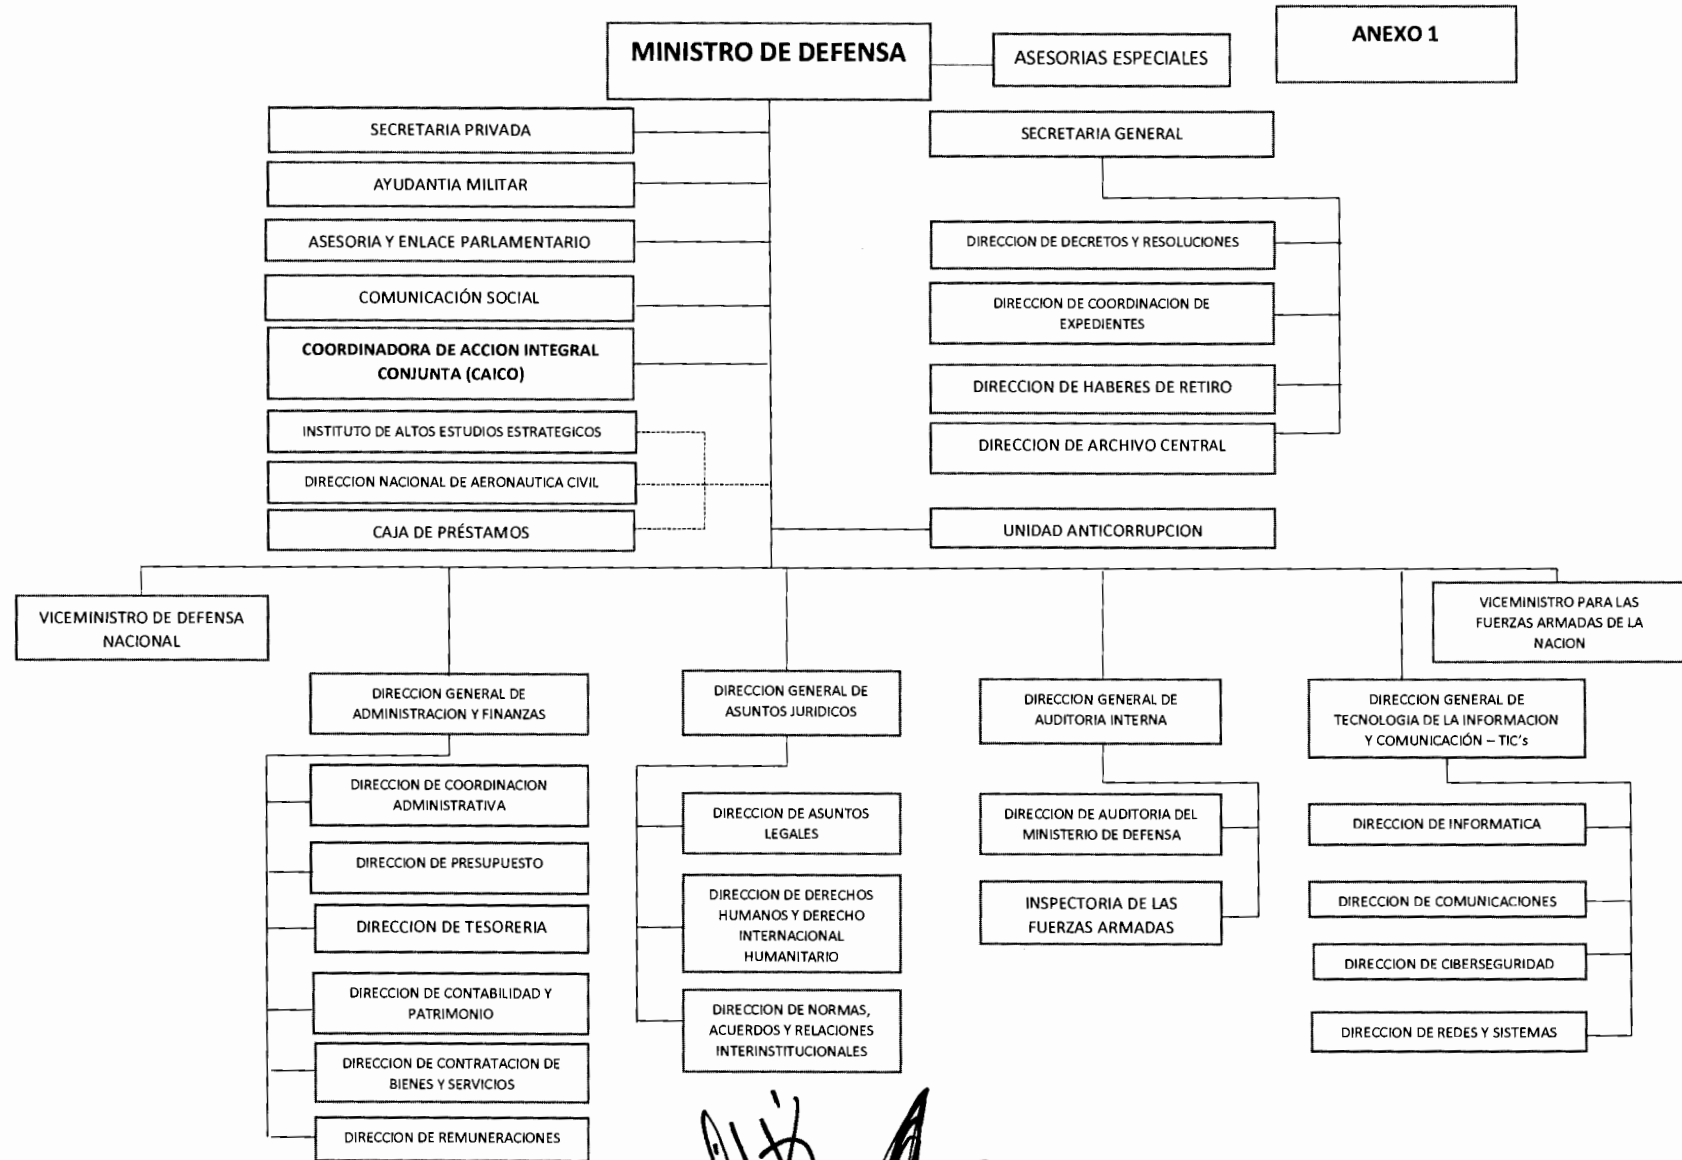 MINISTRO DE DEFENSA
ASESORIAS ESPECIALES
ANEXO 1
SECRETARIA PRIVADA
AYUDANTIA MILITAR
ASESORIA Y ENLACE PARLAMENTARIO
COMUNICACIÓN SOCIAL
COORDINADORA DE ACCION INTEGRAL
CONJUNTA (CAICO)
INSTITUTO DE ALTOS ESTUDIOS ESTRATEGICOS
DIRECCION NACIONAL DE AERONAUTICA CIVIL
CAJA DE PRÉSTAMOS
SECRETARIA GENERAL
DIRECCION DE DECRETOS Y RESOLUCIONES
DIRECCION DE COORDINACION DE
EXPEDIENTES
DIRECCION DE HABERES DE RETIRO
DIRECCION DE ARCHIVO CENTRAL
UNIDAD ANTICORRUPCION
VICEMINISTRO DE DEFENSA
NACIONAL
VICEMINISTRO PARA LAS
FUERZAS ARMADAS DE LA
NACION
DIRECCION GENERAL DE
ADMINISTRACION Y FINANZAS
DIRECCION DE COORDINACION
ADMINISTRATIVA
DIRECCION DE PRESUPUESTO
DIRECCION DE TESORERIA
DIRECCION DE CONTABILIDAD Y
PATRIMONIO
DIRECCION DE CONTRATACION DE
BIENES Y SERVICIOS
DIRECCION DE REMUNERACIONES
DIRECCION GENERAL DE
ASUNTOS JURIDICOS
DIRECCION DE ASUNTOS
LEGALES
DIRECCION DE DERECHOS
HUMANOS Y DERECHO
INTERNACIONAL
HUMANITARIO
DIRECCION DE NORMAS,
ACUERDOS Y RELACIONES
INTERINSTITUCIONALES
DIRECCION GENERAL DE
AUDITORIA INTERNA
DIRECCION DE AUDITORIA DEL
MINISTERIO DE DEFENSA
INSPECTORIA DE LAS
FUERZAS ARMADAS
DIRECCION GENERAL DE
TECNOLOGIA DE LA INFORMACION
Y COMUNICACIÓN – TIC's
DIRECCION DE INFORMATICA
DIRECCION DE COMUNICACIONES
DIRECCION DE CIBERSEGURIDAD
DIRECCION DE REDES Y SISTEMAS